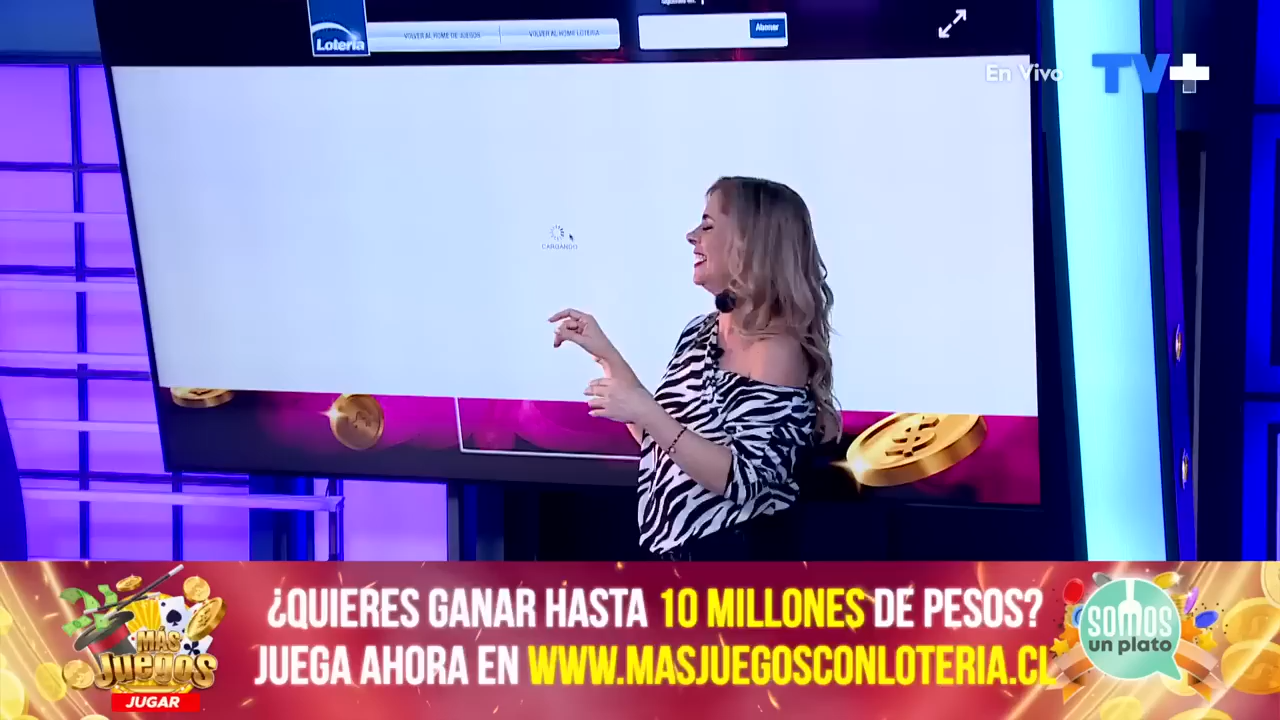 Lotería
VOLVER AL HOME DE JUEGOS
VOLVER AL HOME LOTERIA
Abonar
En Vivo
TV+
CARGANDO
¿QUIERES GANAR HASTA 10 MILLONES DE PESOS?
JUEGA AHORA EN WWW.MASJUEGOSCONLOTERIA.CL
MÁS
JUEGOS
JUGAR
SOMOS
un plato